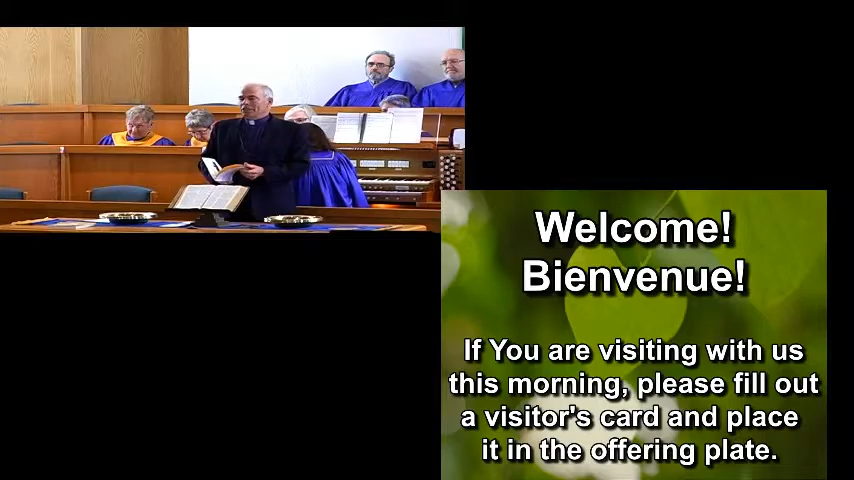 Welcome!
Bienvenue!
If You are visiting with us
this morning, please fill out
a visitor's card and place
it in the offering plate.